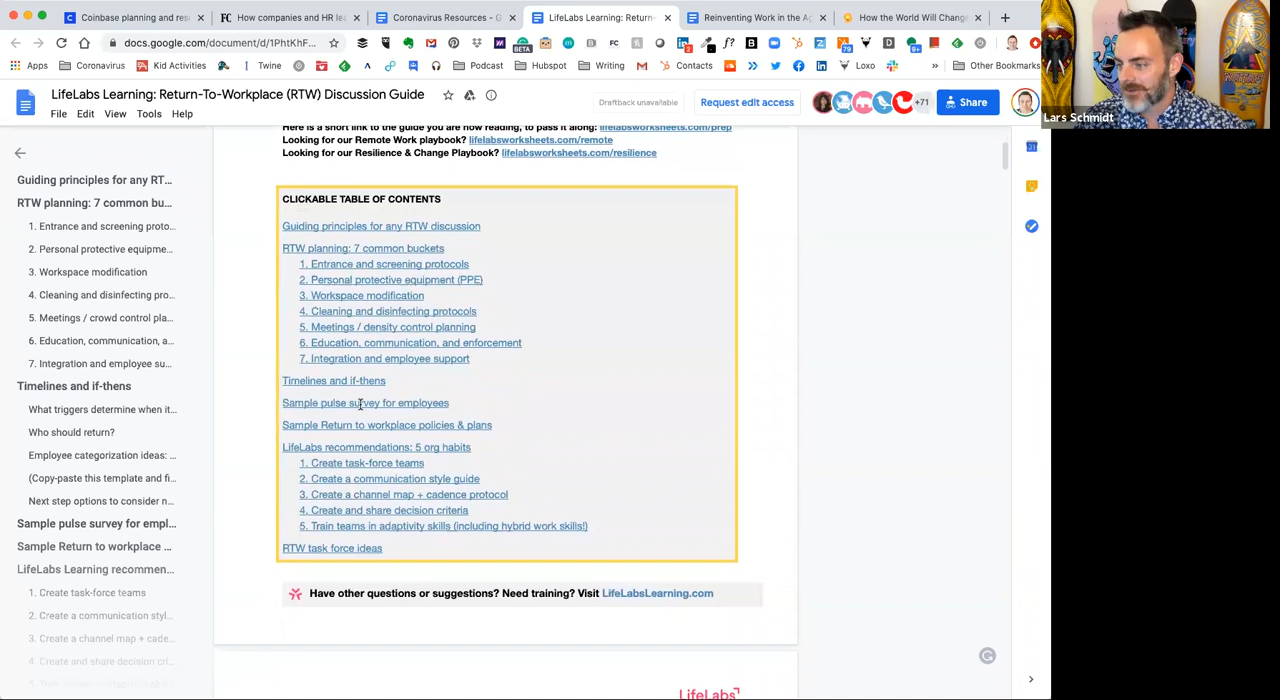 Coinbase planning and res
How companies and HR le
Coronavirus Resources - G
LifeLabs Learning: Return-
Reinventing Work in the A
How the World Will Chang
docs.google.com/document/d/1PhtKhF...
Apps
Coronavirus
Kid Activities
Twine
Podcast
Hubspot
Writing
Contacts
Loxo
Other Bookmarks
Lars Schmidt
LifeLabs Learning: Return-To-Workplace (RTW) Discussion Guide
File Edit View Tools Help
Draftback unavailable
Request edit access
+71
Share
Here is a short link to the guide you are now reading, to pass it along: lifelabsworksheets.com/prep
Looking for our Remote Work playbook? lifelabsworksheets.com/remote
Looking for our Resilience & Change Playbook? lifelabsworksheets.com/resilience
Guiding principles for any RT...
RTW planning: 7 common bu...
1. Entrance and screening proto...
2. Personal protective equipme...
3. Workspace modification
4. Cleaning and disinfecting pro...
5. Meetings / crowd control pla...
6. Education, communication, a...
7. Integration and employee su...
Timelines and if-thens
What triggers determine when it...
Who should return?
Employee categorization ideas: ...
(Copy-paste this template and fi...
Next step options to consider n...
Sample pulse survey for empl...
Sample Return to workplace ...
LifeLabs Learning recommen...
1. Create task-force teams
2. Create a communication styl...
3. Create a channel map + cade...
4. Create and share decision cri...
CLICKABLE TABLE OF CONTENTS
Guiding principles for any RTW discussion
RTW planning: 7 common buckets
1. Entrance and screening protocols
2. Personal protective equipment (PPE)
3. Workspace modification
4. Cleaning and disinfecting protocols
5. Meetings / density control planning
6. Education, communication, and enforcement
7. Integration and employee support
Timelines and if-thens
Sample pulse survey for employees
Sample Return to workplace policies & plans
LifeLabs recommendations: 5 org habits
1. Create task-force teams
2. Create a communication style guide
3. Create a channel map + cadence protocol
4. Create and share decision criteria
5. Train teams in adaptivity skills (including hybrid work skills!)
RTW task force ideas
Have other questions or suggestions? Need training? Visit LifeLabsLearning.com
LifeLabs